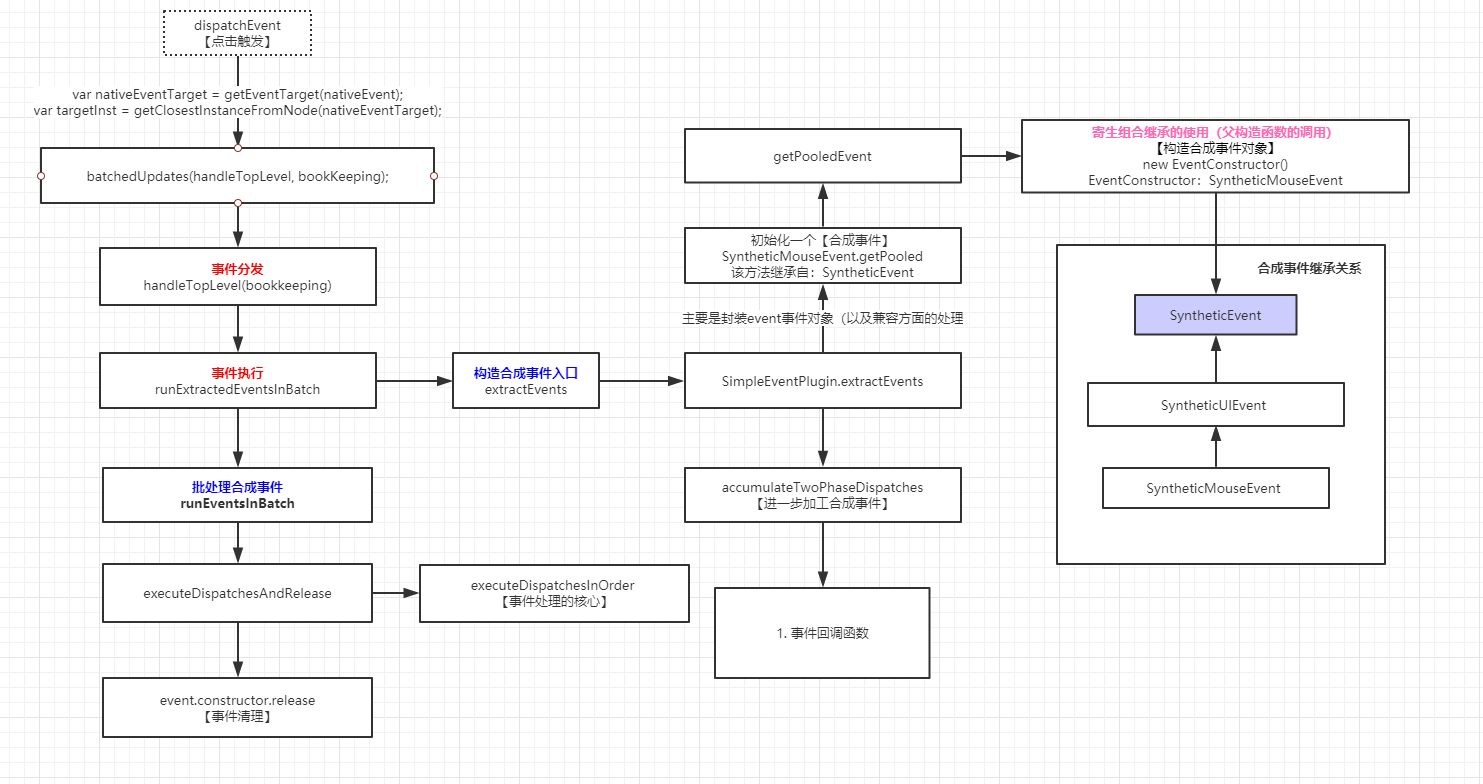 dispatchEvent
【点击触发】
var nativeEventTarget = getEventTarget(nativeEvent);
var targetInst = getClosestInstanceFromNode(nativeEventTarget);
batchedUpdates(handleTopLevel, bookKeeping);
事件分发
handleTopLevel(bookkeeping)
事件执行
runExtractedEventsInBatch
构造合成事件入口
extractEvents
批处理合成事件
runEventsInBatch
executeDispatchesAndRelease
executeDispatchesInOrder
【事件处理的核心】
event.constructor.release
【事件清理】
getPooledEvent
初始化一个【合成事件】
SyntheticMouseEvent.getPooled
该方法继承自：SyntheticEvent
主要是封装event事件对象（以及兼容方面的处理
SimpleEventPlugin.extractEvents
accumulateTwoPhaseDispatches
【进一步加工合成事件】
1. 事件回调函数
寄生组合继承的使用（父构造函数的调用）
【构造合成事件对象】
new EventConstructor()
EventConstructor：SyntheticMouseEvent
合成事件继承关系
SyntheticEvent
SyntheticUIEvent
SyntheticMouseEvent